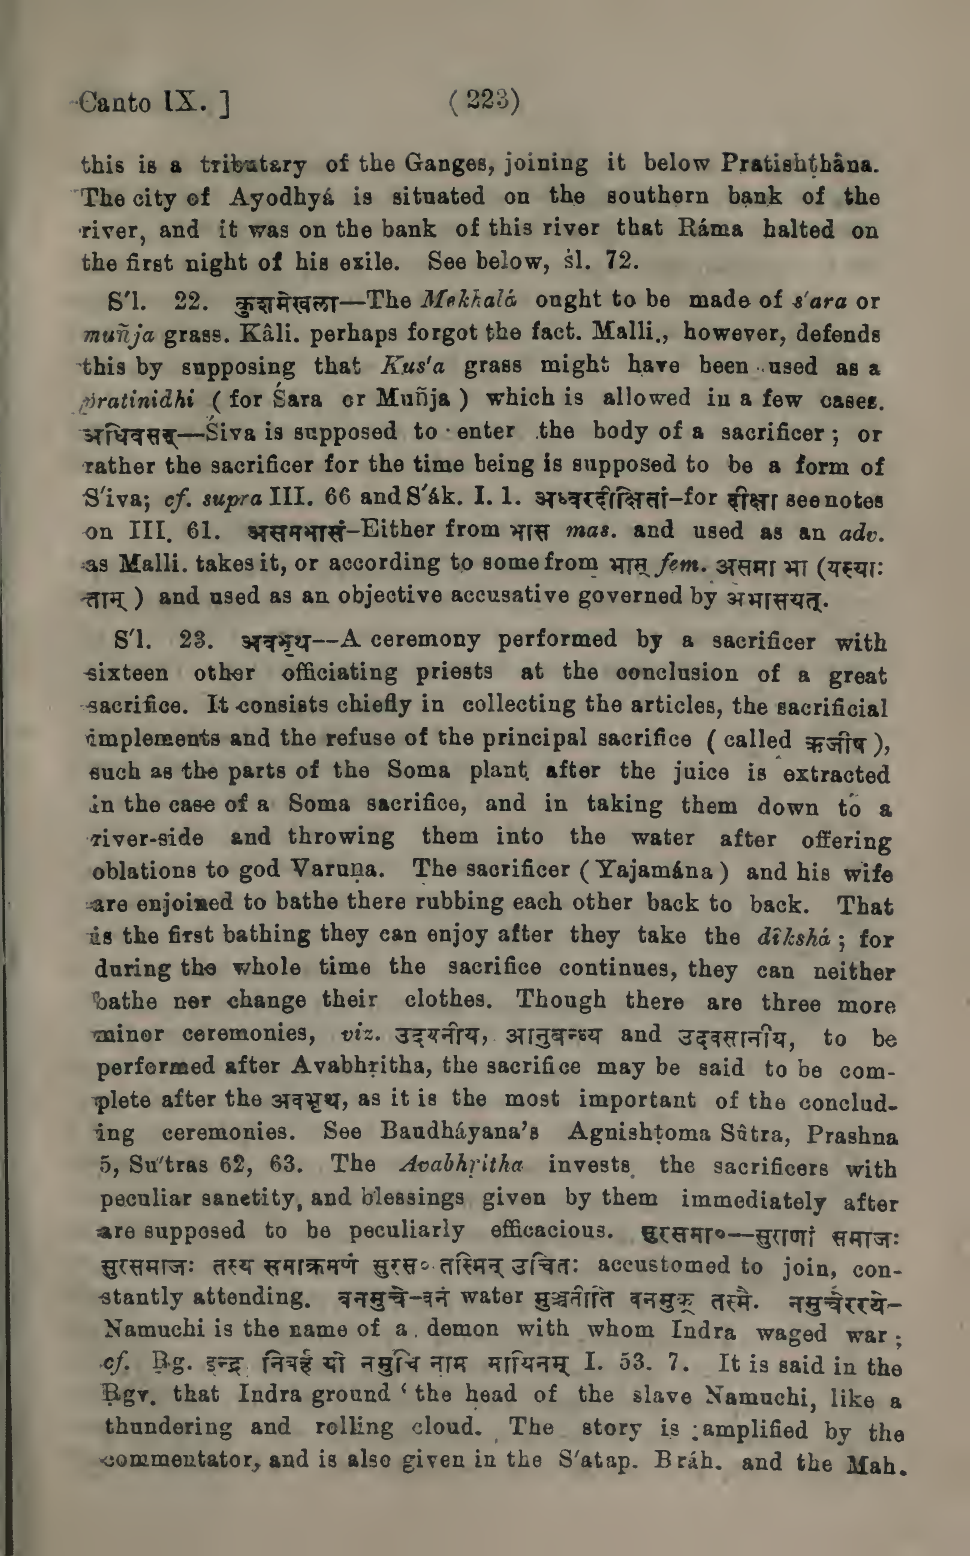 Canto IX. ] (223)
this is a tributary of the Ganges, joining it below Pratishṭhâna.
The city of Ayodhyá is situated on the southern bank of the
river, and it was on the bank of this river that Ráma halted on
the first night of his exile. See below, śl. 72.
S'l. 22. कुशमेखला—The Mekhalá ought to be made of s'ara or
muñja grass. Kâli. perhaps forgot the fact. Malli., however, defends
this by supposing that Kus'a grass might have been used as a
pratinidhi ( for Śara or Muñja ) which is allowed in a few cases.
अधिवसन्—Śiva is supposed to enter the body of a sacrificer ; or
rather the sacrificer for the time being is supposed to be a form of
S'iva; cf. supra III. 66 and S'ák. I. 1. अध्वरदीक्षितां–for दीक्षा see notes
on III. 61. असमभासं–Either from भास mas. and used as an adv.
as Malli. takes it, or according to some from भास् fem. असमा भा (यस्याः
ताम् ) and used as an objective accusative governed by अभासयत्.
S'l. 23. अवभृथ--A ceremony performed by a sacrificer with
sixteen other officiating priests at the conclusion of a great
sacrifice. It consists chiefly in collecting the articles, the sacrificial
implements and the refuse of the principal sacrifice ( called ऋजीष ),
such as the parts of the Soma plant after the juice is extracted
in the case of a Soma sacrifice, and in taking them down to a
river-side and throwing them into the water after offering
oblations to god Varuṇa. The sacrificer ( Yajamána ) and his wife
are enjoined to bathe there rubbing each other back to back. That
is the first bathing they can enjoy after they take the dîkshá ; for
during the whole time the sacrifice continues, they can neither
bathe nor change their clothes. Though there are three more
minor ceremonies, viz. उदयनीय, आनुबन्ध्य and उदवसानीय, to be
performed after Avabhṛitha, the sacrifice may be said to be com-
plete after the अवभृथ, as it is the most important of the conclud-
ing ceremonies. See Baudháyana's Agnishṭoma Sûtra, Prashna
5, Su'tras 62, 63. The Avabhṛitha invests the sacrificers with
peculiar sanctity, and blessings given by them immediately after
are supposed to be peculiarly efficacious. सुरसमा०—सुराणां समाजः
सुरसमाजः तस्य समाक्रमणं सुरस० तस्मिन् उचितः accustomed to join, con-
stantly attending. वनमुचे–वनं water मुञ्चतीति वनमुक् तस्मै. नमुचेररये–
Namuchi is the name of a demon with whom Indra waged war ;
cf. Ṛg. इन्द्र निबर्ह यो नमुचिं नाम मायिनम् I. 53. 7. It is said in the
Ṛgv. that Indra ground ' the head of the slave Namuchi, like a
thundering and rolling cloud. The story is amplified by the
commentator, and is also given in the S'atap. Bráh. and the Mah.